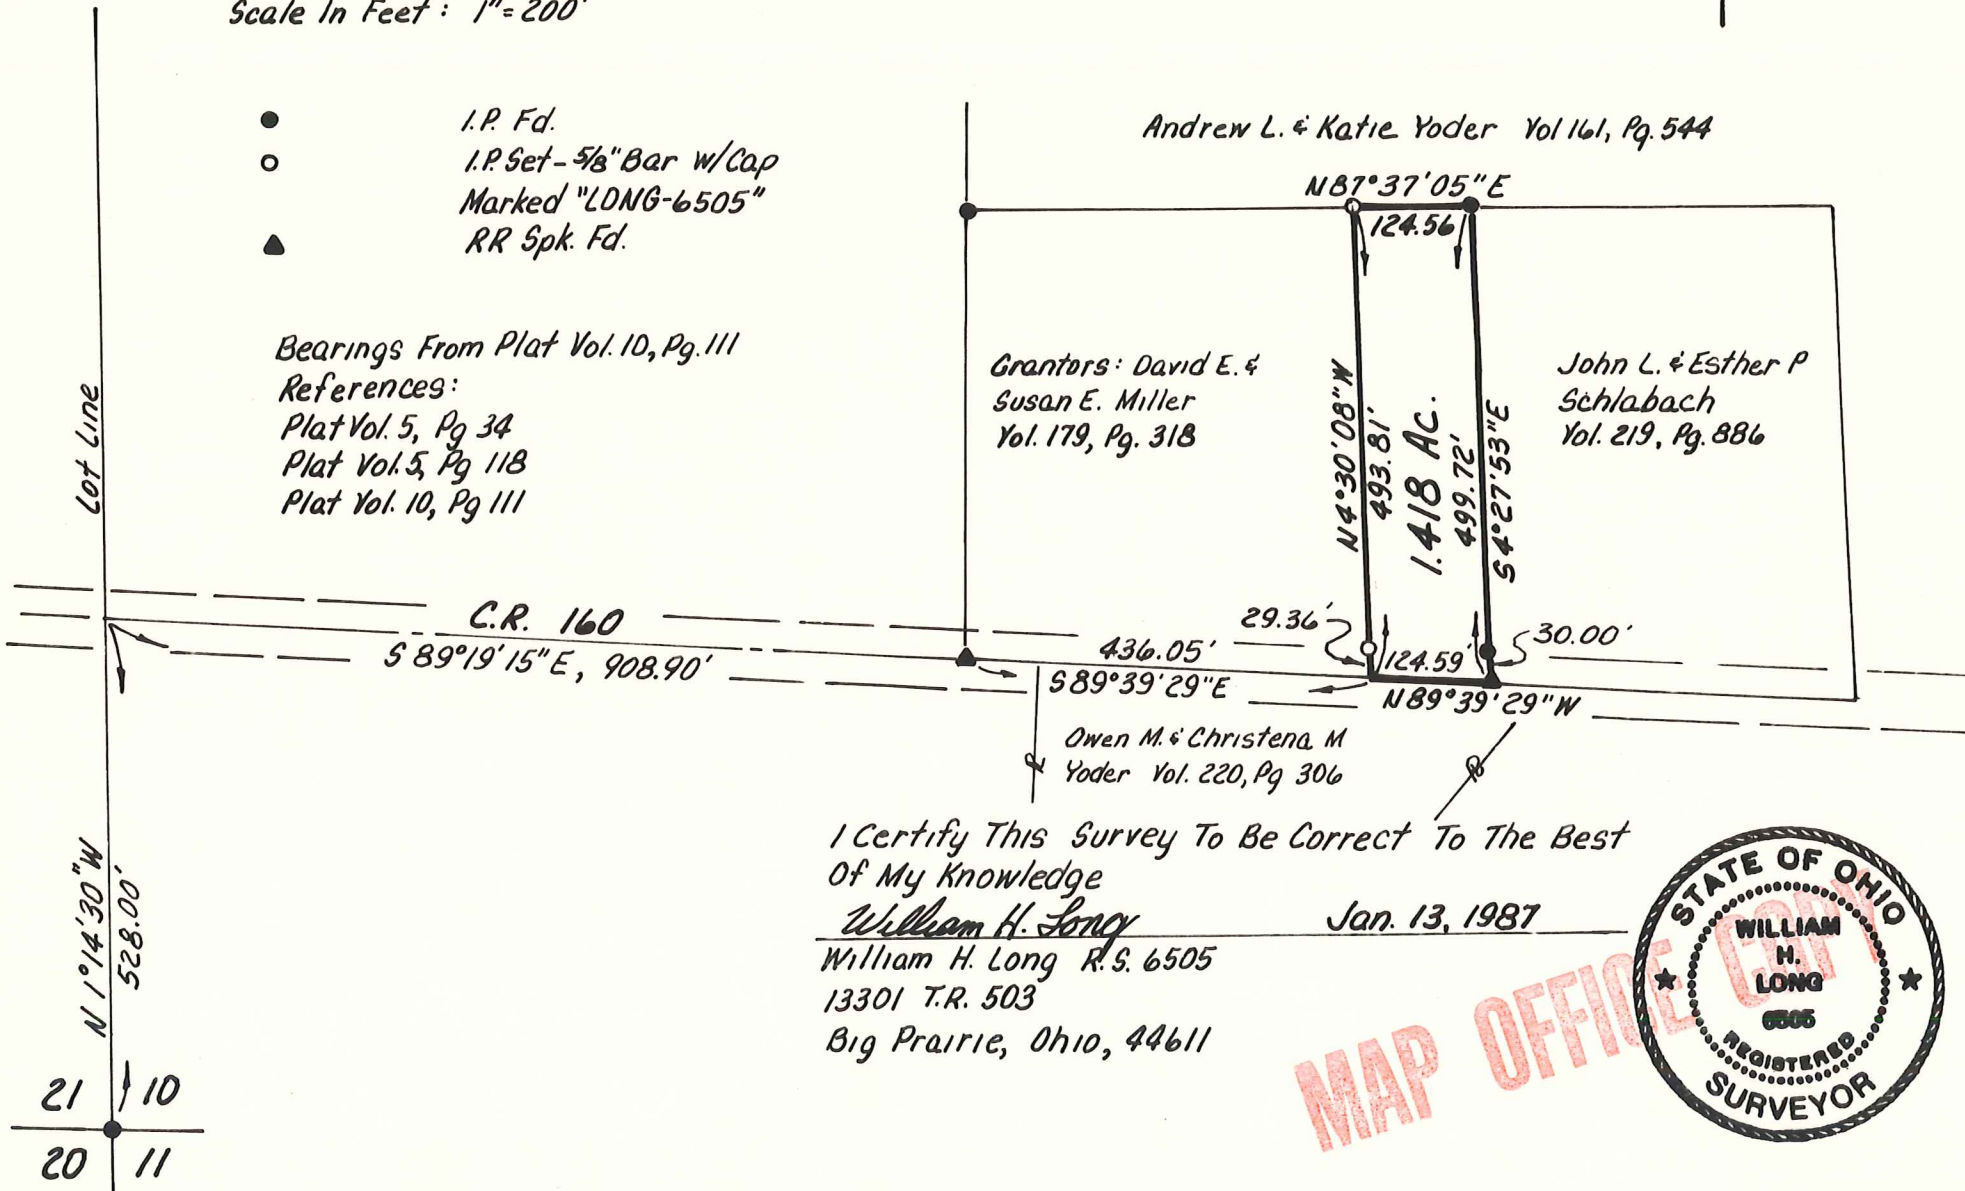 Scale In Feet : 1"= 200'
I.P. Fd.
I.P. Set - 5/8" Bar w/Cap
Marked "LONG-6505"
RR Spk. Fd.
Bearings From Plat Vol. 10, Pg. 111
References:
Plat Vol. 5, Pg 34
Plat Vol. 5, Pg 118
Plat Vol. 10, Pg 111
Lot Line
Andrew L. & Katie Yoder Vol 161, Pg. 544
N87°37'05"E
124.56
Grantors: David E. &
Susan E. Miller
Vol. 179, Pg. 318
N4°30'08"W
493.81'
1.418 Ac.
499.72'
S4°27'53"E
John L. & Esther P
Schlabach
Vol. 219, Pg. 886
C.R. 160
S 89°19'15"E, 908.90'
436.05'
S89°39'29"E
29.36'
124.59'
30.00'
N89°39'29"W
Owen M. & Christena M
Yoder Vol. 220, Pg 306
N 1°14'30"W
528.00'
21 10
20 11
I Certify This Survey To Be Correct To The Best
Of My Knowledge
William H. Long Jan. 13, 1987
William H. Long R.S. 6505
13301 T.R. 503
Big Prairie, Ohio, 44611
MAP OFFICE COPY
STATE OF OHIO
WILLIAM
H.
LONG
6505
REGISTERED
SURVEYOR